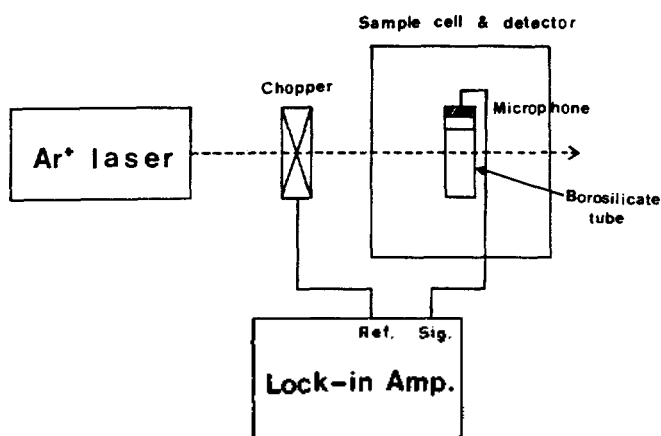 Sample cell & detector
Chopper
Microphone
Ar⁺ laser
Borosilicate
tube
Ref. Sig.
Lock-in Amp.